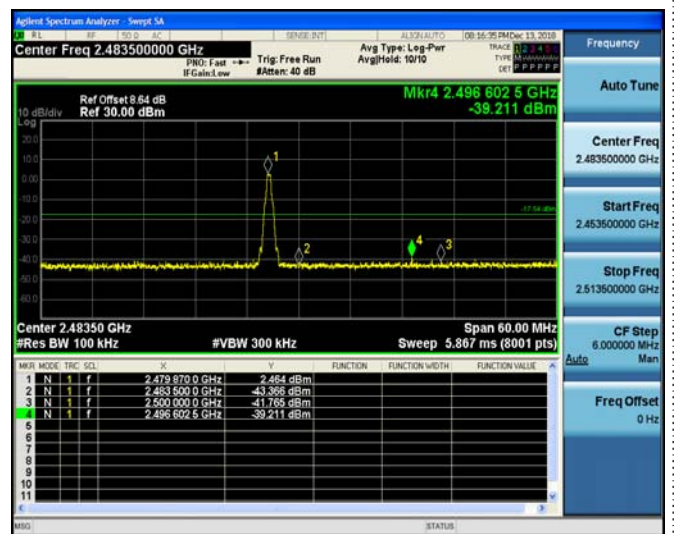 Agilent Spectrum Analyzer - Swept SA
RL RF 50 Ω AC SENSE:INT ALIGN AUTO 08:16:35 PM Dec 13, 2018
Center Freq 2.483500000 GHz
PNO: Fast
IFGain:Low
Trig: Free Run
#Atten: 40 dB
Avg Type: Log-Pwr
Avg|Hold: 10/10
TRACE 1 2 3 4 5 6
TYPE
DET P P P P P P
Frequency
Auto Tune
Center Freq
2.483500000 GHz
Start Freq
2.453500000 GHz
Stop Freq
2.513500000 GHz
CF Step
6.000000 MHz
Auto Man
Freq Offset
0 Hz
Mkr4 2.496 602 5 GHz
-39.211 dBm
Ref Offset 8.64 dB
10 dB/div Ref 30.00 dBm
Log
20.0
10.0
0.00
-10.0
-20.0
-30.0
-40.0
-50.0
-60.0
1
-17.54 dBm
2
4
3
Center 2.48350 GHz Span 60.00 MHz
#Res BW 100 kHz #VBW 300 kHz Sweep 5.867 ms (8001 pts)
MKR MODE TRC SCL X Y FUNCTION FUNCTION WIDTH FUNCTION VALUE
1 N 1 f 2.479 870 0 GHz 2.464 dBm
2 N 1 f 2.483 500 0 GHz -43.366 dBm
3 N 1 f 2.500 000 0 GHz -41.765 dBm
4 N 1 f 2.496 602 5 GHz -39.211 dBm
5
6
7
8
9
10
11
MSG STATUS